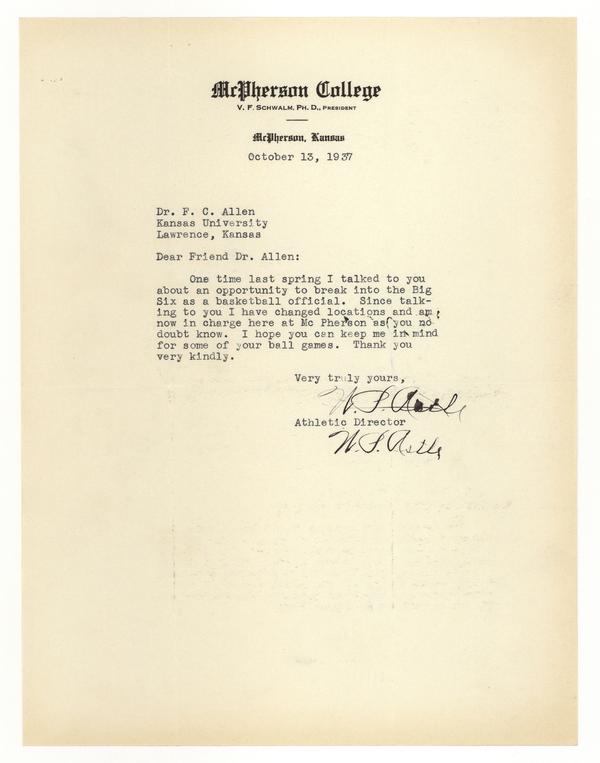 McPherson College
V. F. SCHWALM, PH. D., PRESIDENT
McPherson, Kansas
October 13, 1937
Dr. F. C. Allen
Kansas University
Lawrence, Kansas
Dear Friend Dr. Allen:
One time last spring I talked to you
about an opportunity to break into the Big
Six as a basketball official. Since talk-
ing to you I have changed locations and am
now in charge here at Mc Pherson as you no
doubt know. I hope you can keep me in mind
for some of your ball games. Thank you
very kindly.
Very truly yours,
W. S. Astle
Athletic Director
W. S. Astle